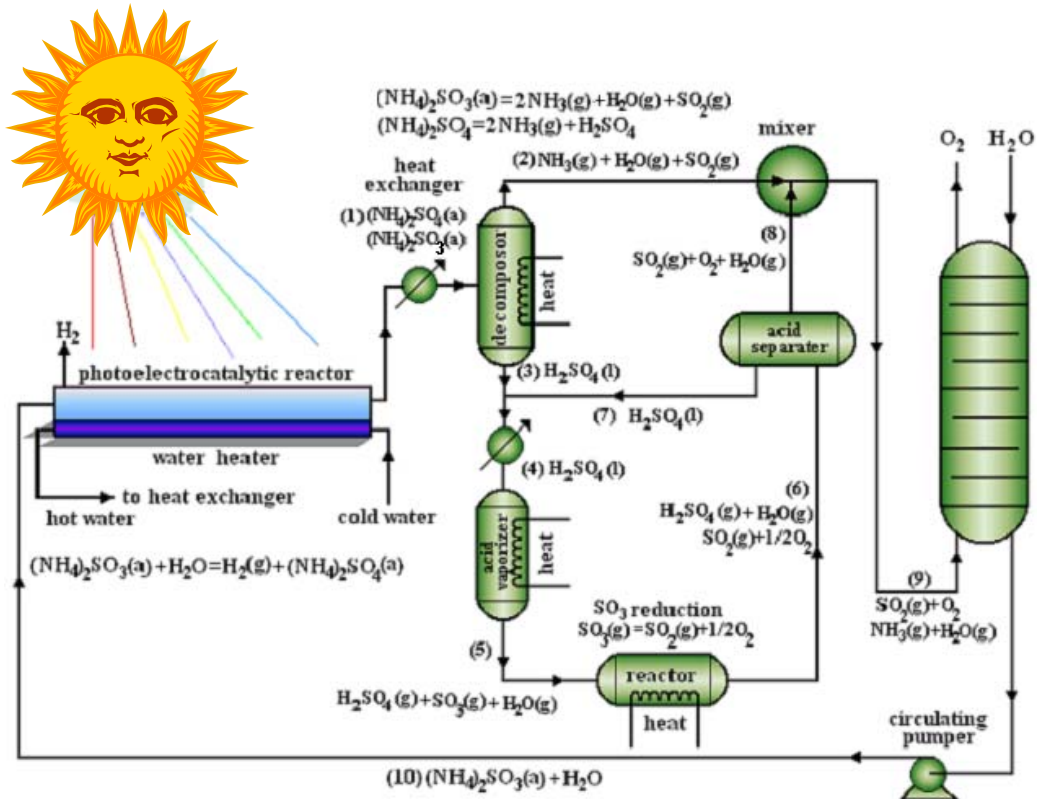 (NH₄)₂SO₃(a)=2NH₃(g)+H₂O(g)+SO₂(g)
(NH₄)₂SO₄=2NH₃(g)+H₂SO₄
mixer
O₂
H₂O
(2)NH₃(g)+H₂O(g)+SO₂(g)
heat
exchanger
(1)(NH₄)₂SO₄(a)
(NH₄)₂SO₃(a)
3
decomposor
heat
(8)
SO₂(g)+O₂+H₂O(g)
H₂
acid
separater
photoelectrocatalytic reactor
(3)H₂SO₄(l)
(7) H₂SO₄(l)
water heater
(4)H₂SO₄(l)
to heat exchanger
hot water
cold water
(6)
H₂SO₄(g)+H₂O(g)
SO₂(g)+1/2O₂
acid
vaporizer
heat
(NH₄)₂SO₃(a)+H₂O=H₂(g)+(NH₄)₂SO₄(a)
(9)
SO₂(g)+O₂
NH₃(g)+H₂O(g)
SO₃ reduction
SO₃(g)=SO₂(g)+1/2O₂
(5)
reactor
H₂SO₄(g)+SO₃(g)+H₂O(g)
heat
circulating
pumper
(10)(NH₄)₂SO₃(a)+H₂O